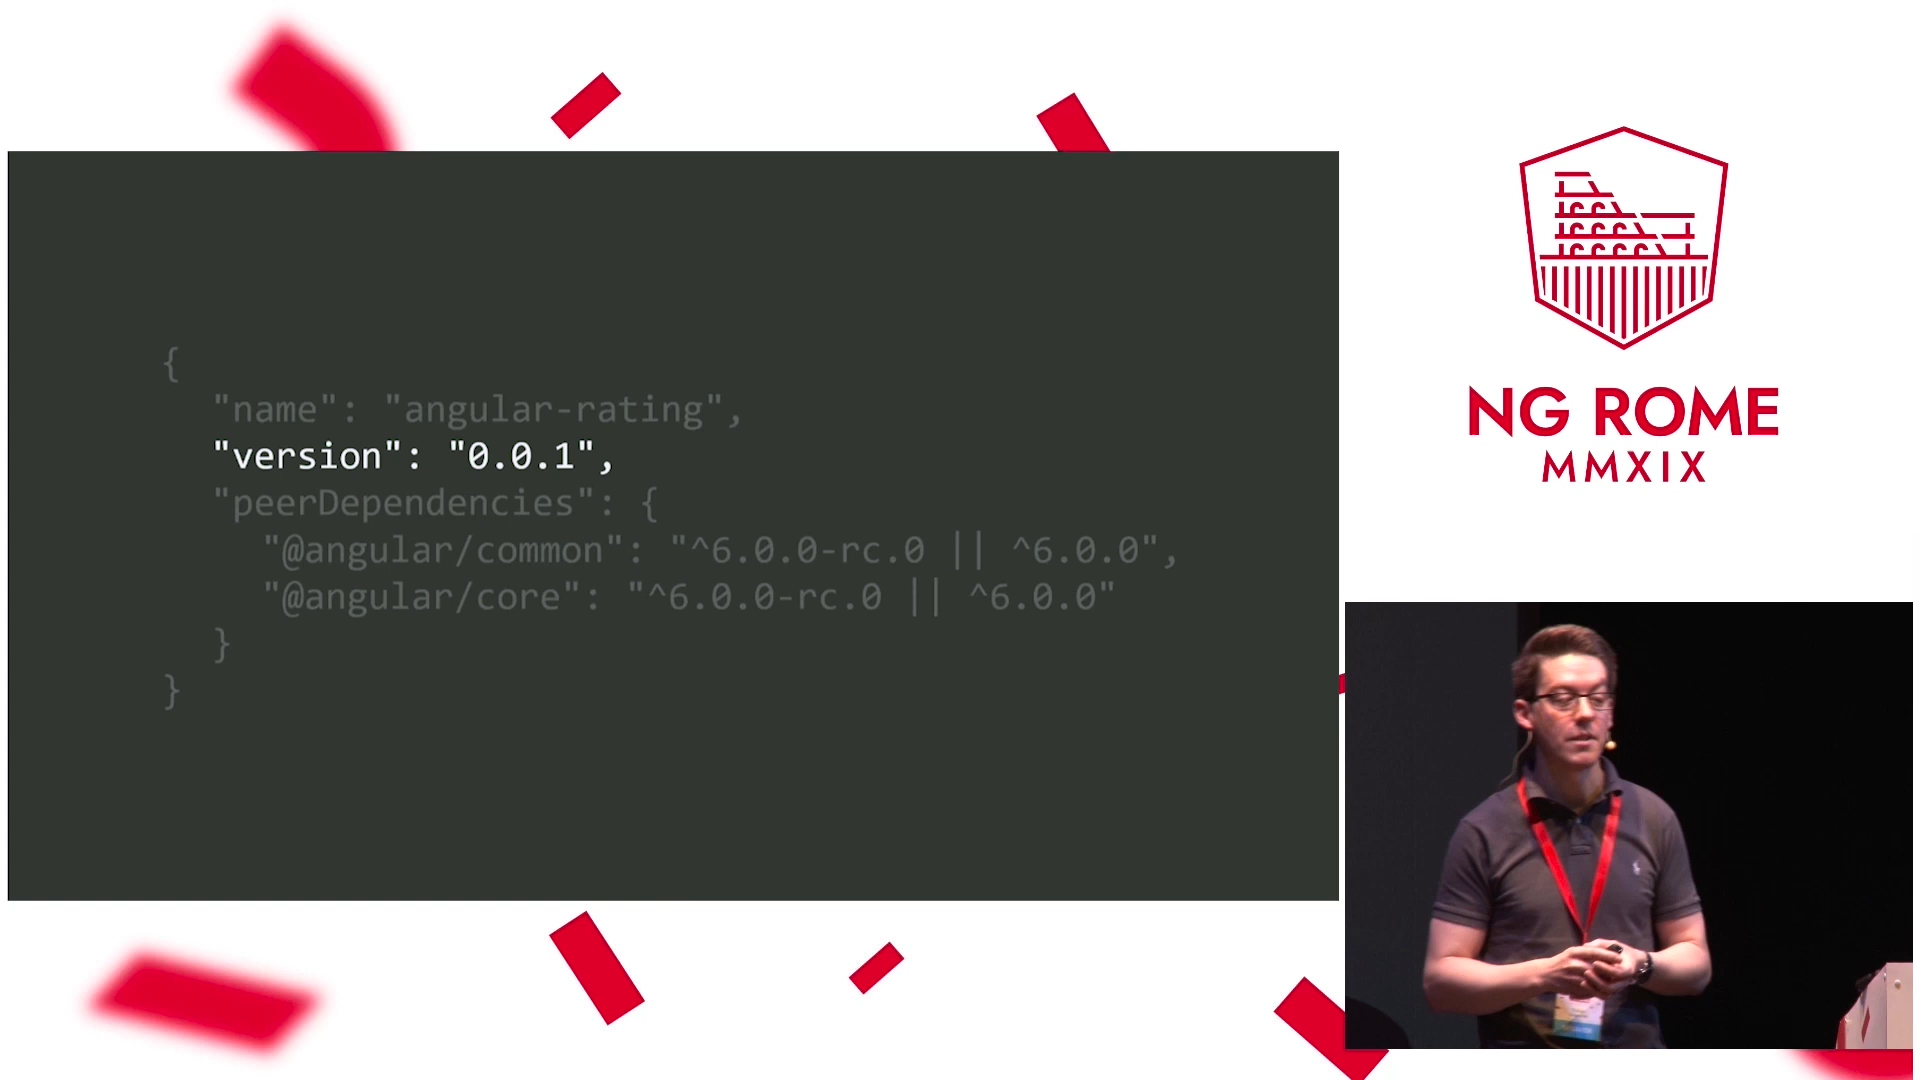 {
"name": "angular-rating",
"version": "0.0.1",
"peerDependencies": {
"@angular/common": "^6.0.0-rc.0 || ^6.0.0",
"@angular/core": "^6.0.0-rc.0 || ^6.0.0"
}
}
NG ROME
MMXIX